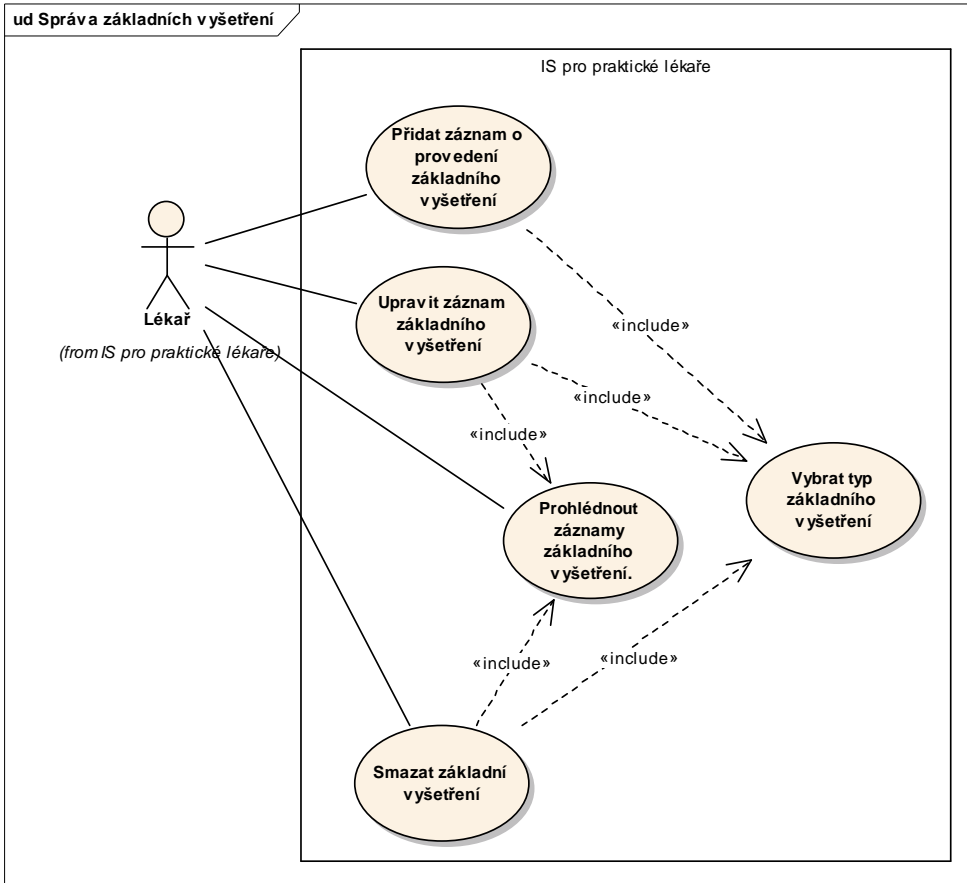 ud Správa základních vyšetření
IS pro praktické lékaře
Přidat záznam o
provedení
základního
vyšetření
Lékař
(from IS pro praktické lékaře)
Upravit záznam
základního
vyšetření
«include»
«include»
«include»
Vybrat typ
základního
vyšetření
Prohlédnout
záznamy
základního
vyšetření.
«include»
«include»
Smazat základní
vyšetření